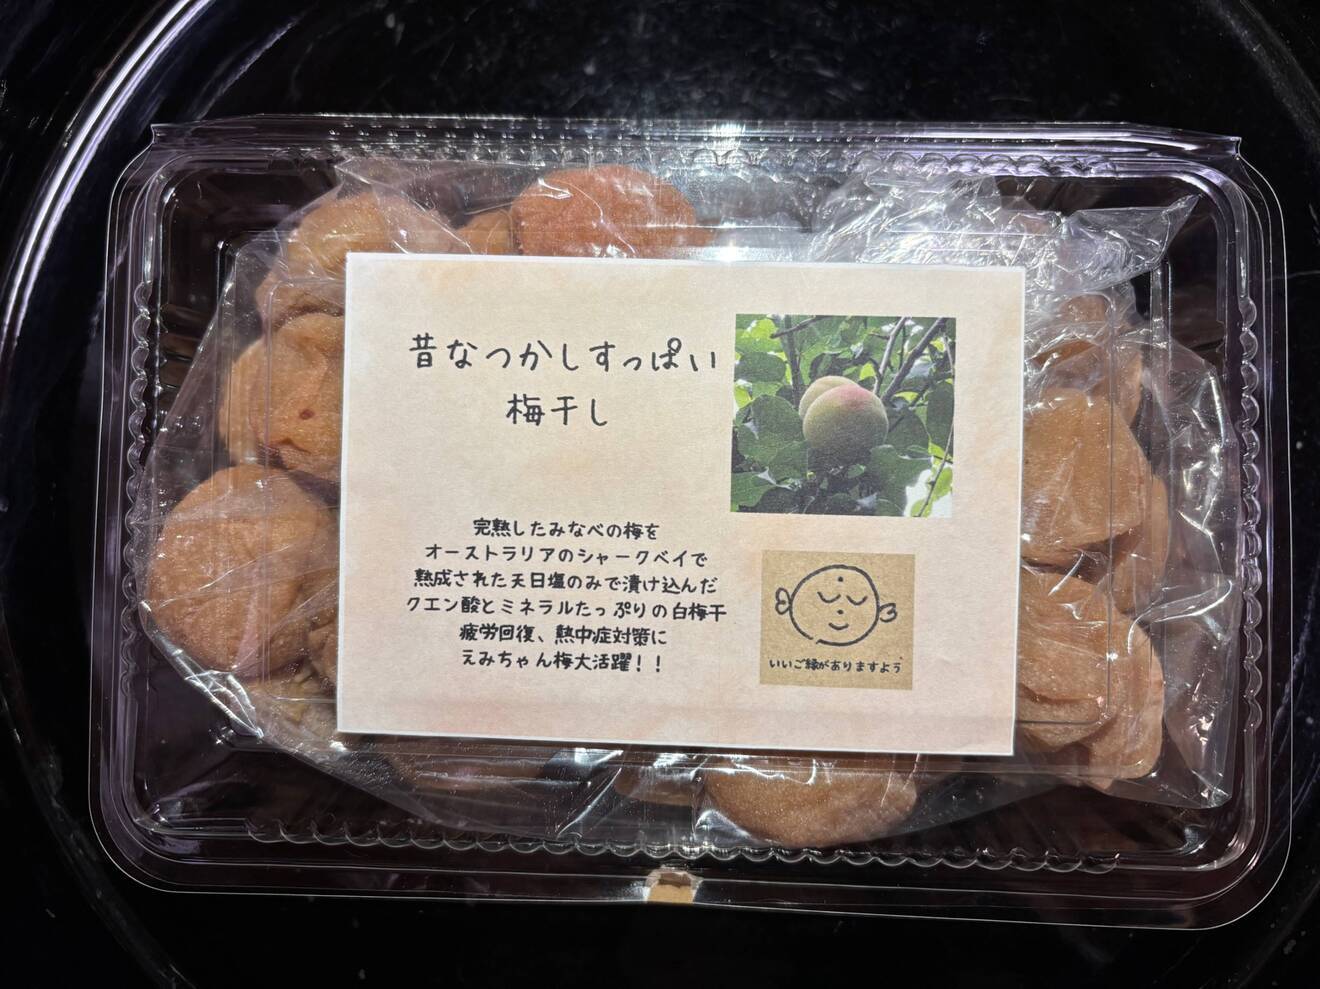 昔なつかしすっぱい
梅干し
完熟したみなべの梅を
オーストラリアのシャークベイで
熟成された天日塩のみで漬け込んだ
クエン酸とミネラルたっぷりの白梅干
疲労回復、熱中症対策に
えみちゃん梅大活躍！！
いいご縁がありますよう